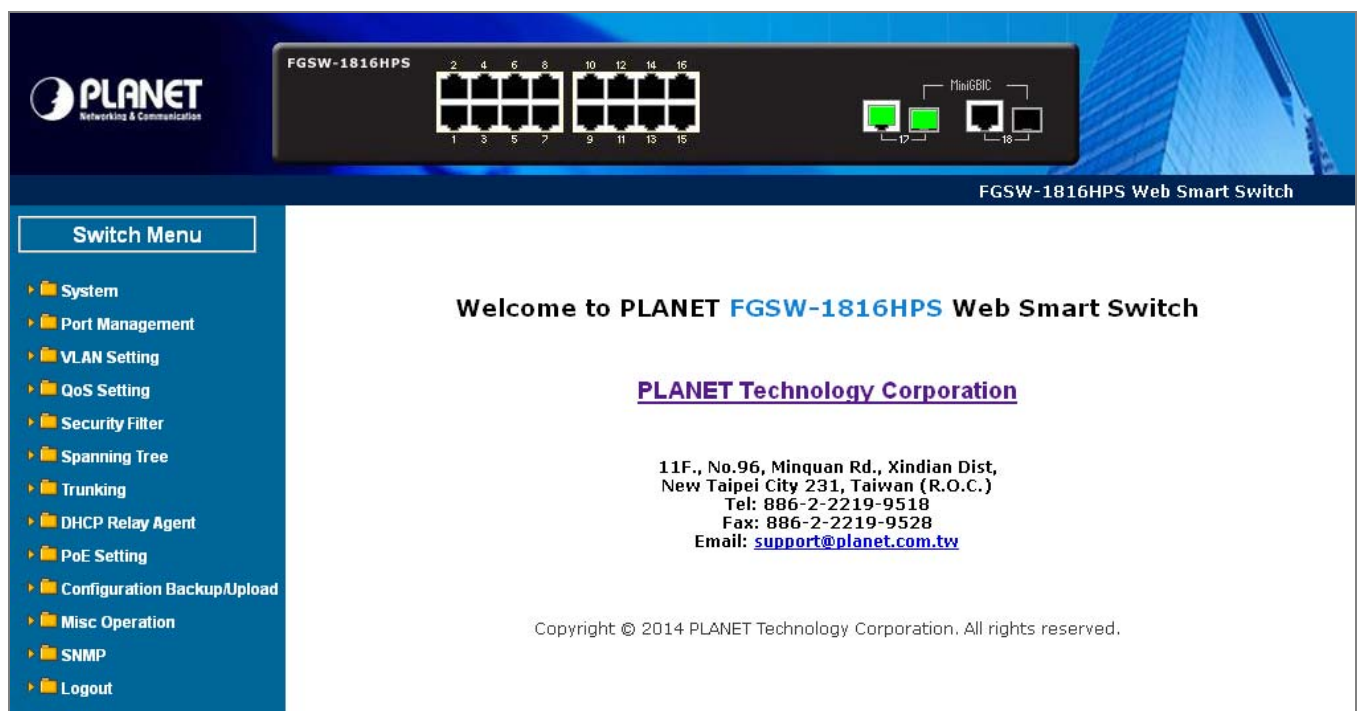 PLANET
Networking & Communication
FGSW-1816HPS
2 4 6 8 10 12 14 16
MiniGBIC
1 3 5 7 9 11 13 15
17 18
FGSW-1816HPS Web Smart Switch
Switch Menu
System
Port Management
VLAN Setting
QoS Setting
Security Filter
Spanning Tree
Trunking
DHCP Relay Agent
PoE Setting
Configuration Backup/Upload
Misc Operation
SNMP
Logout
Welcome to PLANET FGSW-1816HPS Web Smart Switch
PLANET Technology Corporation
11F., No.96, Minquan Rd., Xindian Dist,
New Taipei City 231, Taiwan (R.O.C.)
Tel: 886-2-2219-9518
Fax: 886-2-2219-9528
Email: support@planet.com.tw
Copyright © 2014 PLANET Technology Corporation. All rights reserved.